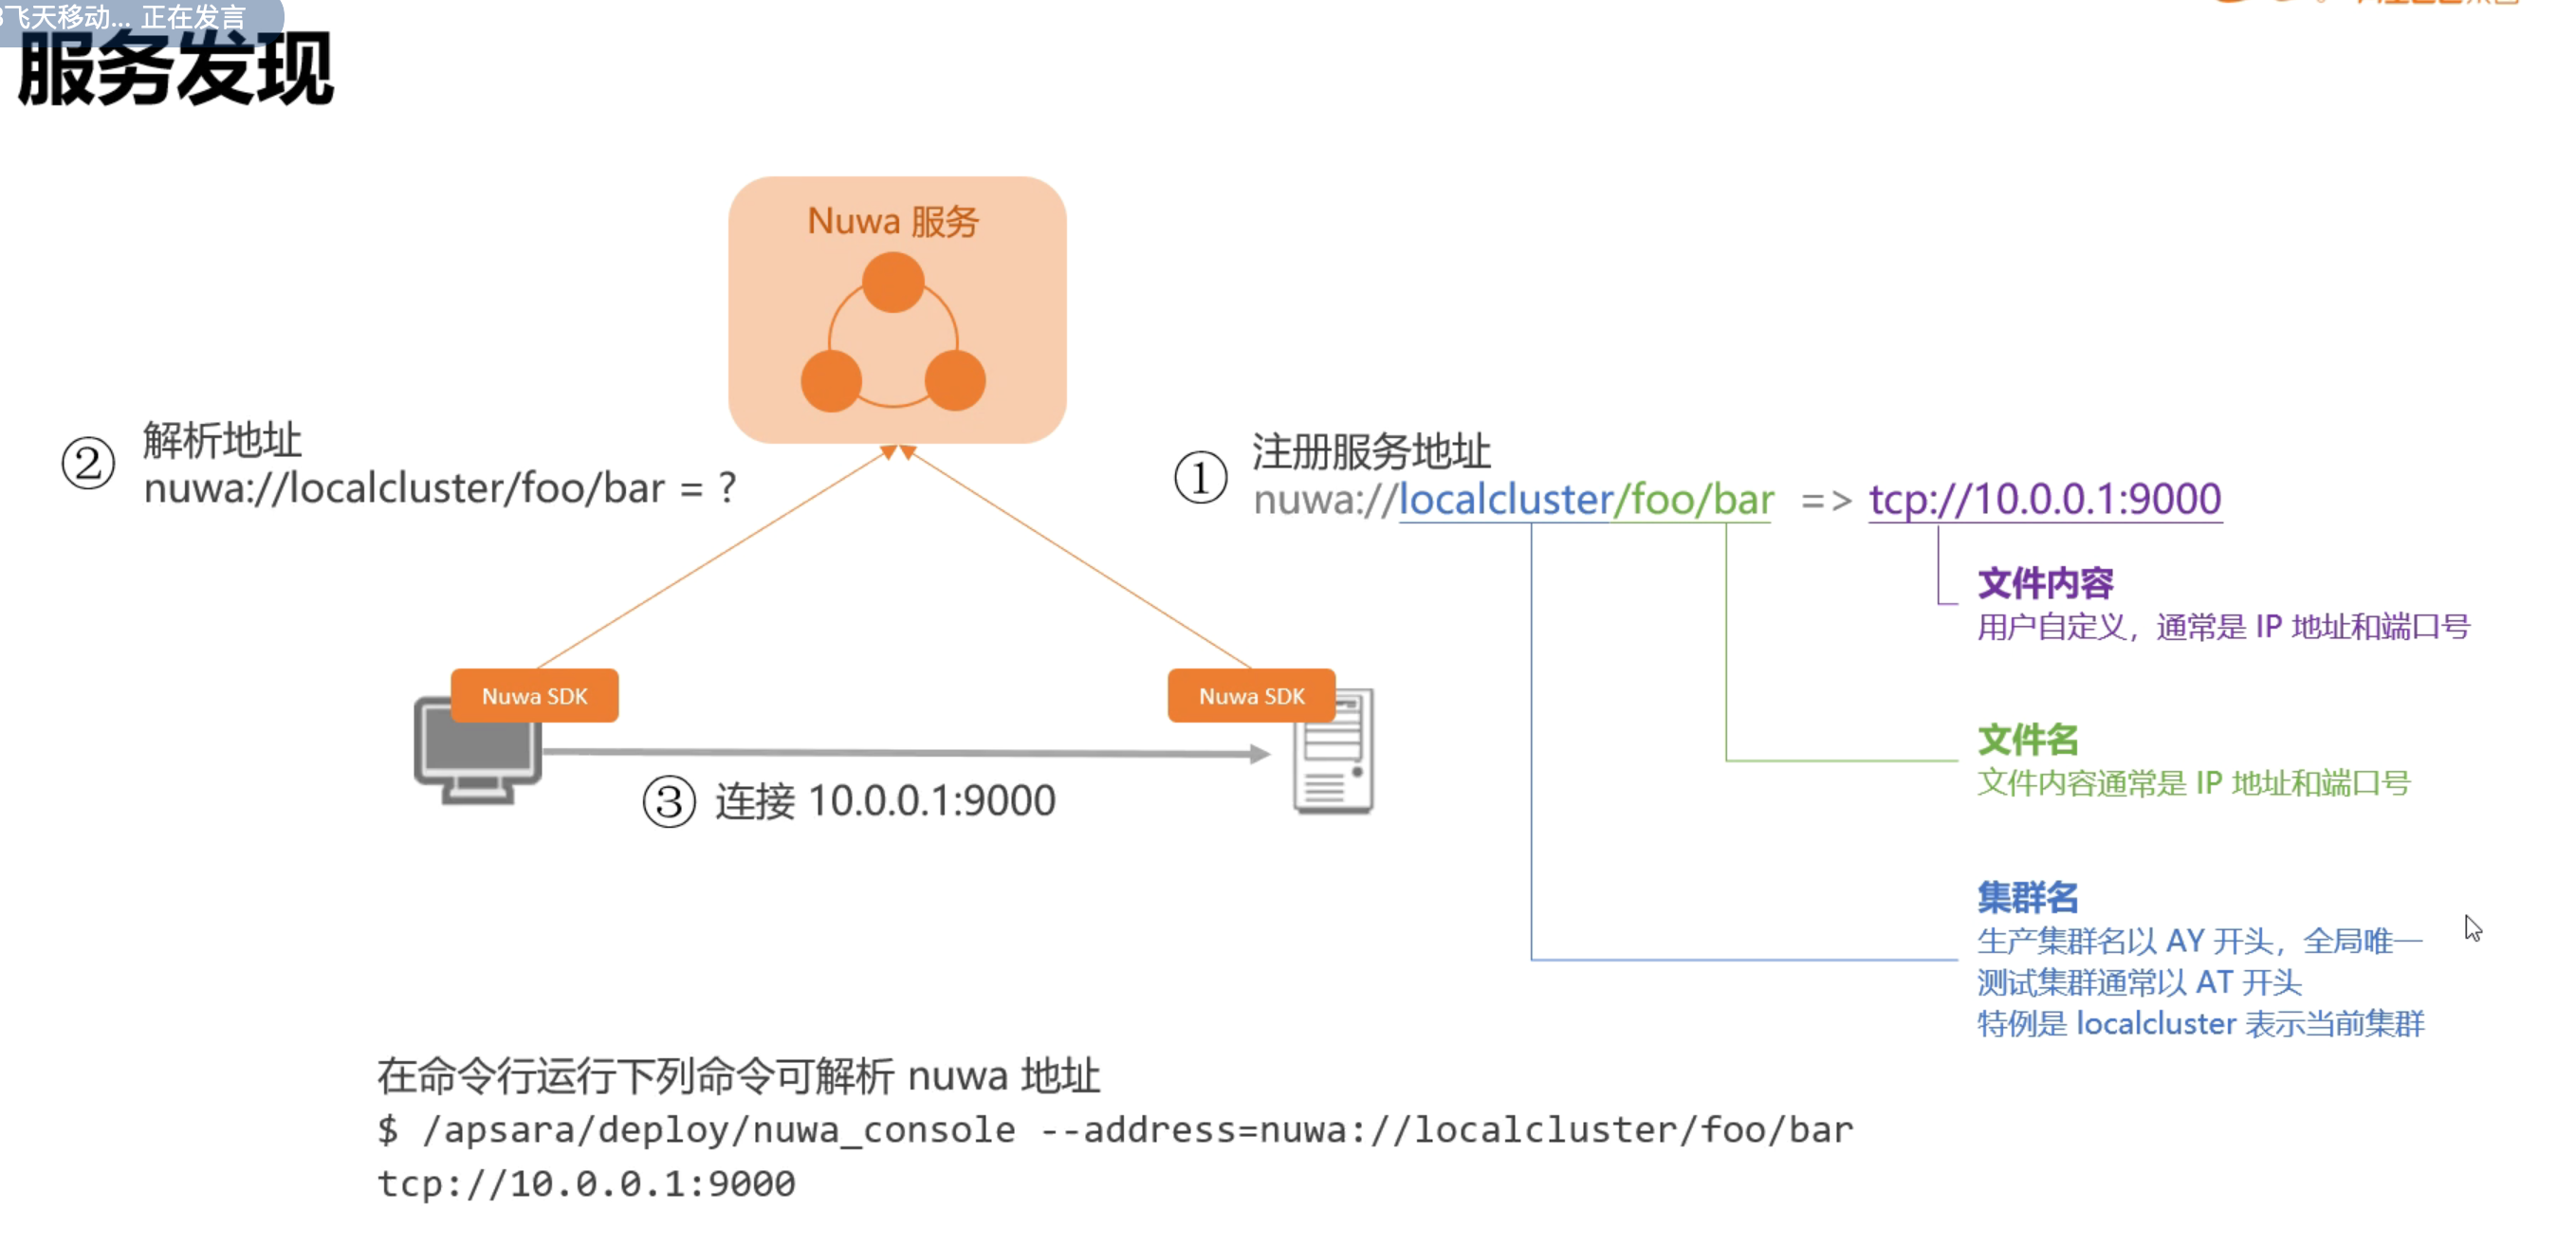 飞天移动... 正在发言
服务发现
Nuwa 服务
② 解析地址
nuwa://localcluster/foo/bar = ?
① 注册服务地址
nuwa://localcluster/foo/bar => tcp://10.0.0.1:9000
文件内容
用户自定义，通常是 IP 地址和端口号
Nuwa SDK
Nuwa SDK
文件名
文件内容通常是 IP 地址和端口号
③ 连接 10.0.0.1:9000
集群名
生产集群名以 AY 开头，全局唯一
测试集群通常以 AT 开头
特例是 localcluster 表示当前集群
在命令行运行下列命令可解析 nuwa 地址
$ /apsara/deploy/nuwa_console --address=nuwa://localcluster/foo/bar
tcp://10.0.0.1:9000